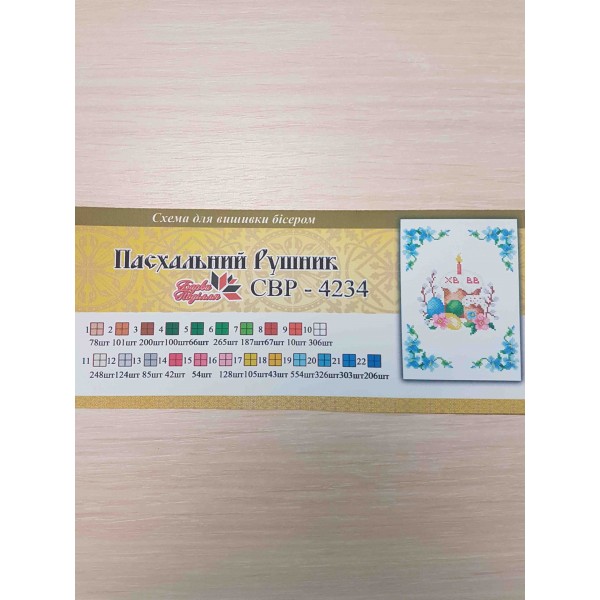 Схема для вишивки бісером
Пасхальний Рушник
Барви Поділля
СВР - 4234
ХВ ВВ
1 2 3 4 5 6 7 8 9 10
78шт 101шт 200шт 100шт 66шт 265шт 187шт 67шт 10шт 306шт
11 12 13 14 15 16 17 18 19 20 21 22
248шт 124шт 85шт 42шт 54шт 128шт 105шт 43шт 554шт 326шт 303шт 206шт